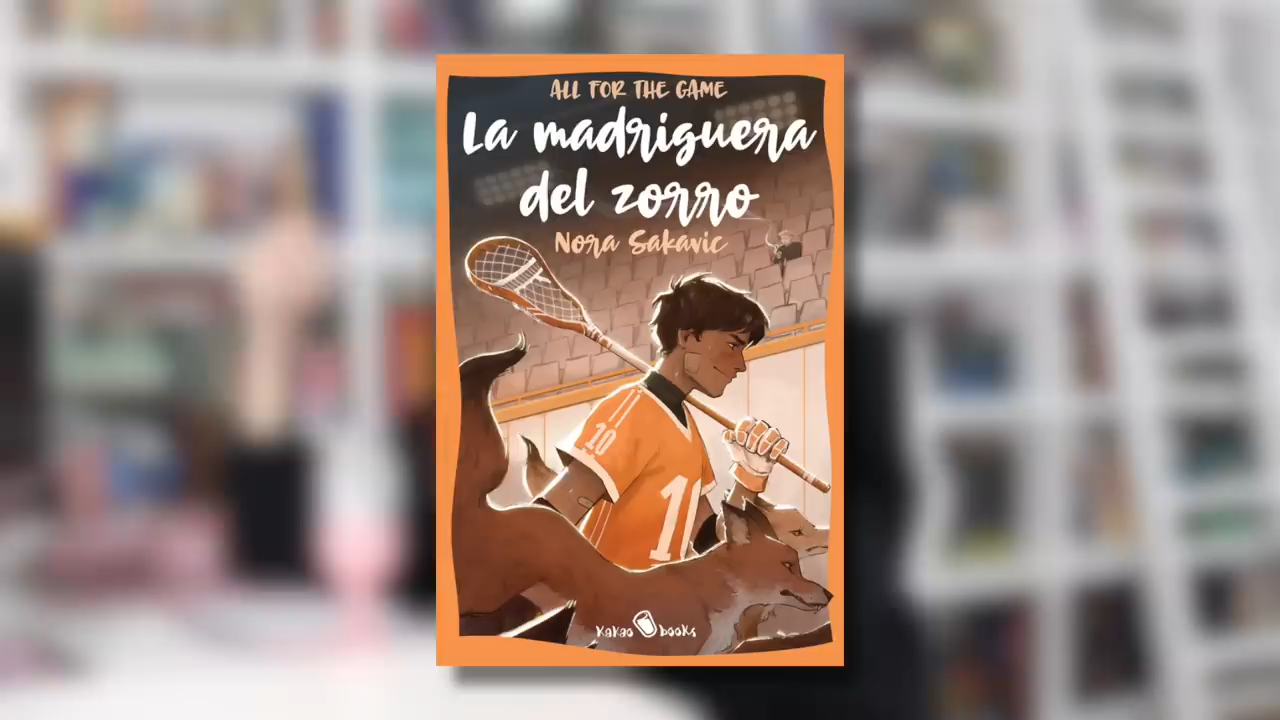 ALL FOR THE GAME
La madriguera
del zorro
Nora Sakavic
10
10
kakao books